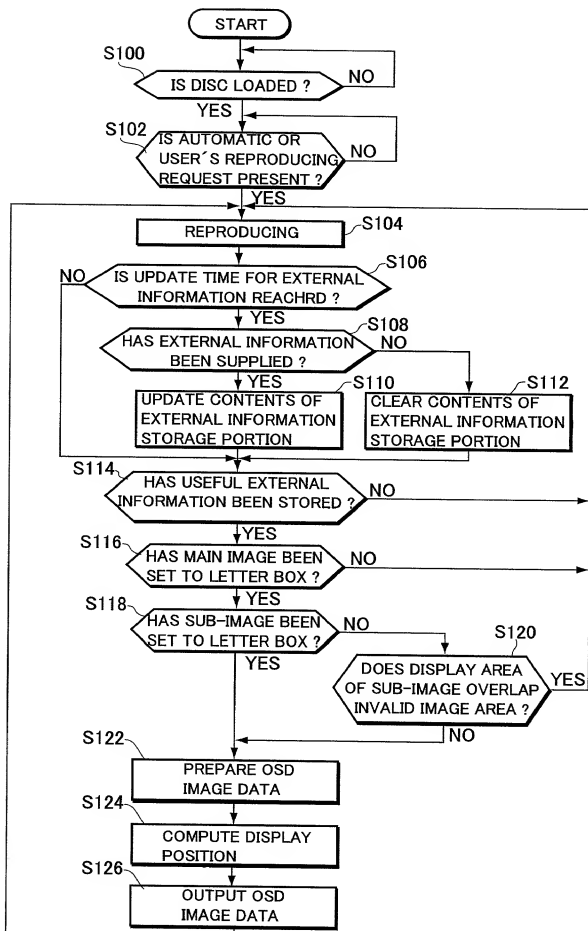 START
S100
IS DISC LOADED ?
NO
YES
S102
IS AUTOMATIC OR
USER´S REPRODUCING
REQUEST PRESENT ?
NO
YES
REPRODUCING
S104
S106
NO
IS UPDATE TIME FOR EXTERNAL
INFORMATION REACHRD ?
YES
S108
HAS EXTERNAL INFORMATION
BEEN SUPPLIED ?
NO
YES
S110
UPDATE CONTENTS OF
EXTERNAL INFORMATION
STORAGE PORTION
S112
CLEAR CONTENTS OF
EXTERNAL INFORMATION
STORAGE PORTION
S114
HAS USEFUL EXTERNAL
INFORMATION BEEN STORED ?
NO
YES
S116
HAS MAIN IMAGE BEEN
SET TO LETTER BOX ?
NO
YES
S118
HAS SUB-IMAGE BEEN
SET TO LETTER BOX ?
NO
YES
S120
DOES DISPLAY AREA
OF SUB-IMAGE OVERLAP
INVALID IMAGE AREA ?
YES
NO
S122
PREPARE OSD
IMAGE DATA
S124
COMPUTE DISPLAY
POSITION
S126
OUTPUT OSD
IMAGE DATA